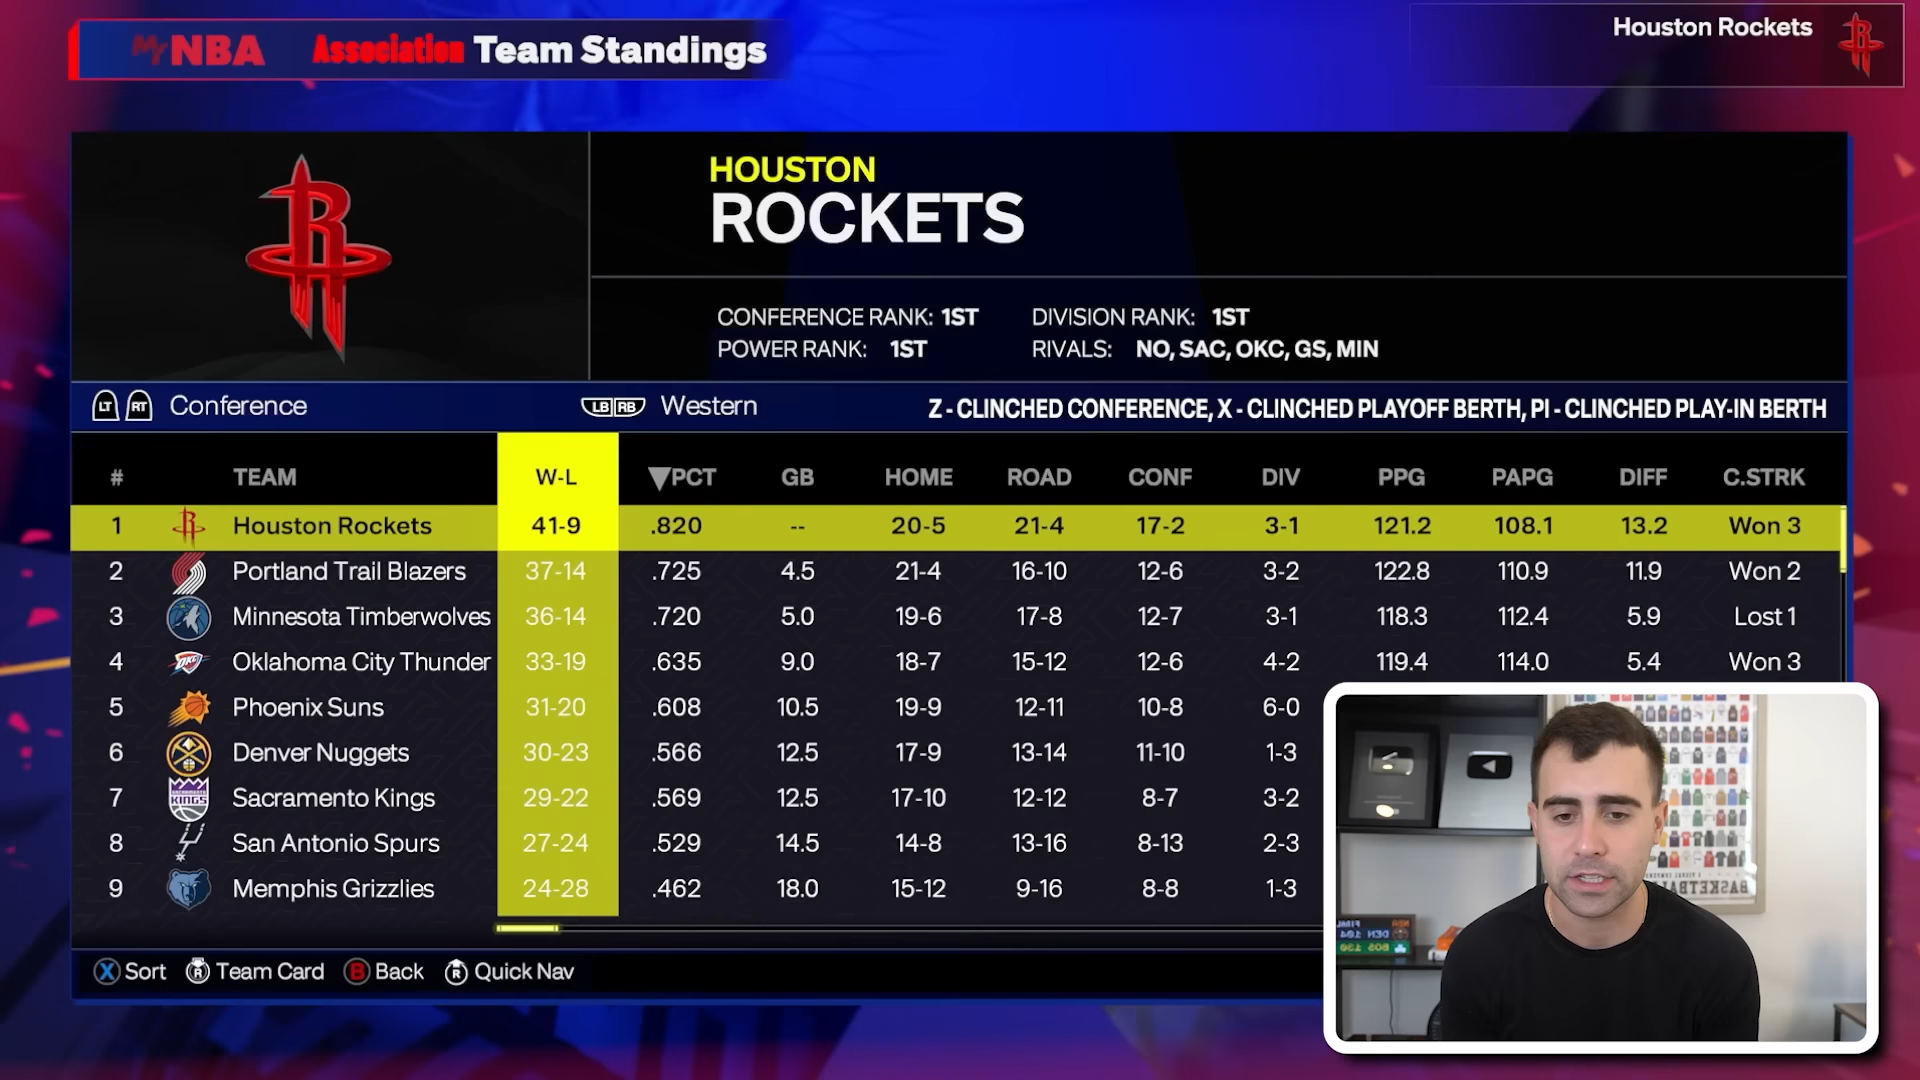 MyNBA Association Team Standings
Houston Rockets
HOUSTON
ROCKETS
CONFERENCE RANK: 1ST DIVISION RANK: 1ST
POWER RANK: 1ST RIVALS: NO, SAC, OKC, GS, MIN
LT RT Conference LB RB Western Z - CLINCHED CONFERENCE, X - CLINCHED PLAYOFF BERTH, PI - CLINCHED PLAY-IN BERTH
# TEAM W-L PCT GB HOME ROAD CONF DIV PPG PAPG DIFF C.STRK
1 Houston Rockets 41-9 .820 -- 20-5 21-4 17-2 3-1 121.2 108.1 13.2 Won 3
2 Portland Trail Blazers 37-14 .725 4.5 21-4 16-10 12-6 3-2 122.8 110.9 11.9 Won 2
3 Minnesota Timberwolves 36-14 .720 5.0 19-6 17-8 12-7 3-1 118.3 112.4 5.9 Lost 1
4 Oklahoma City Thunder 33-19 .635 9.0 18-7 15-12 12-6 4-2 119.4 114.0 5.4 Won 3
5 Phoenix Suns 31-20 .608 10.5 19-9 12-11 10-8 6-0
6 Denver Nuggets 30-23 .566 12.5 17-9 13-14 11-10 1-3
7 Sacramento Kings 29-22 .569 12.5 17-10 12-12 8-7 3-2
8 San Antonio Spurs 27-24 .529 14.5 14-8 13-16 8-13 2-3
9 Memphis Grizzlies 24-28 .462 18.0 15-12 9-16 8-8 1-3
X Sort R Team Card B Back R Quick Nav
BASKETBALL
FINAL
DEN 104
BOS 130